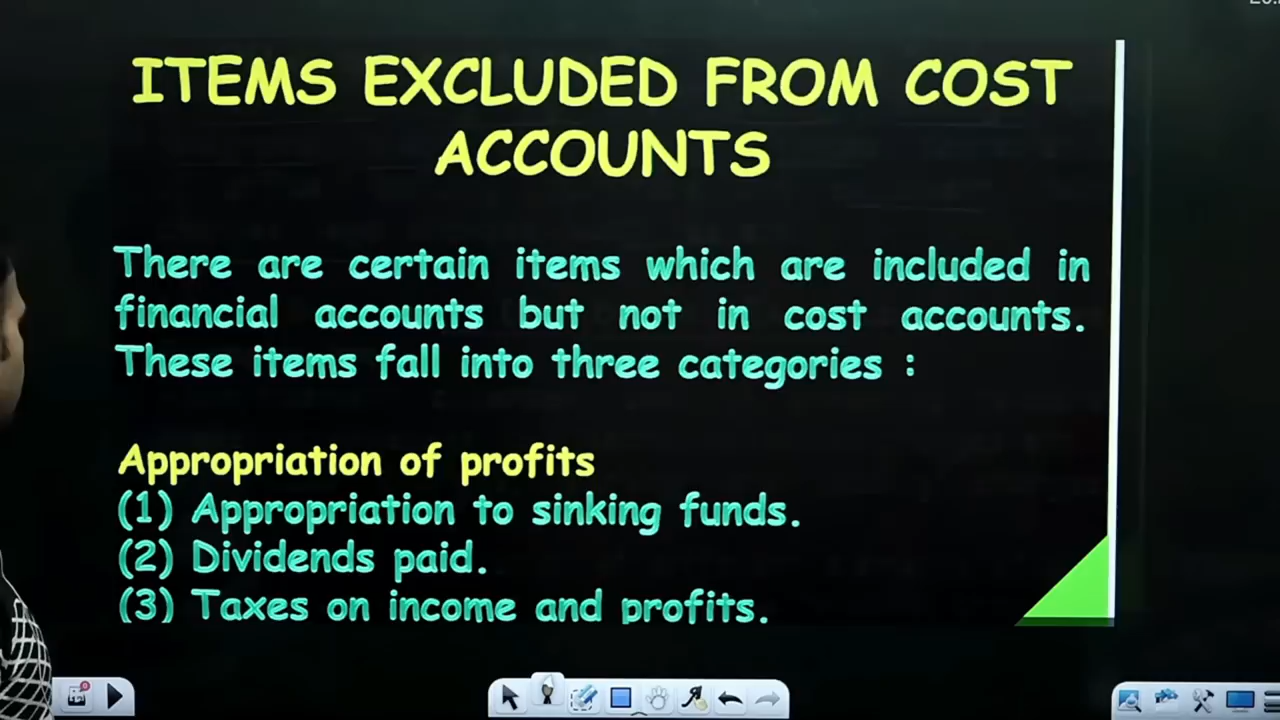 ITEMS EXCLUDED FROM COST
ACCOUNTS
There are certain items which are included in
financial accounts but not in cost accounts.
These items fall into three categories :
Appropriation of profits
(1) Appropriation to sinking funds.
(2) Dividends paid.
(3) Taxes on income and profits.